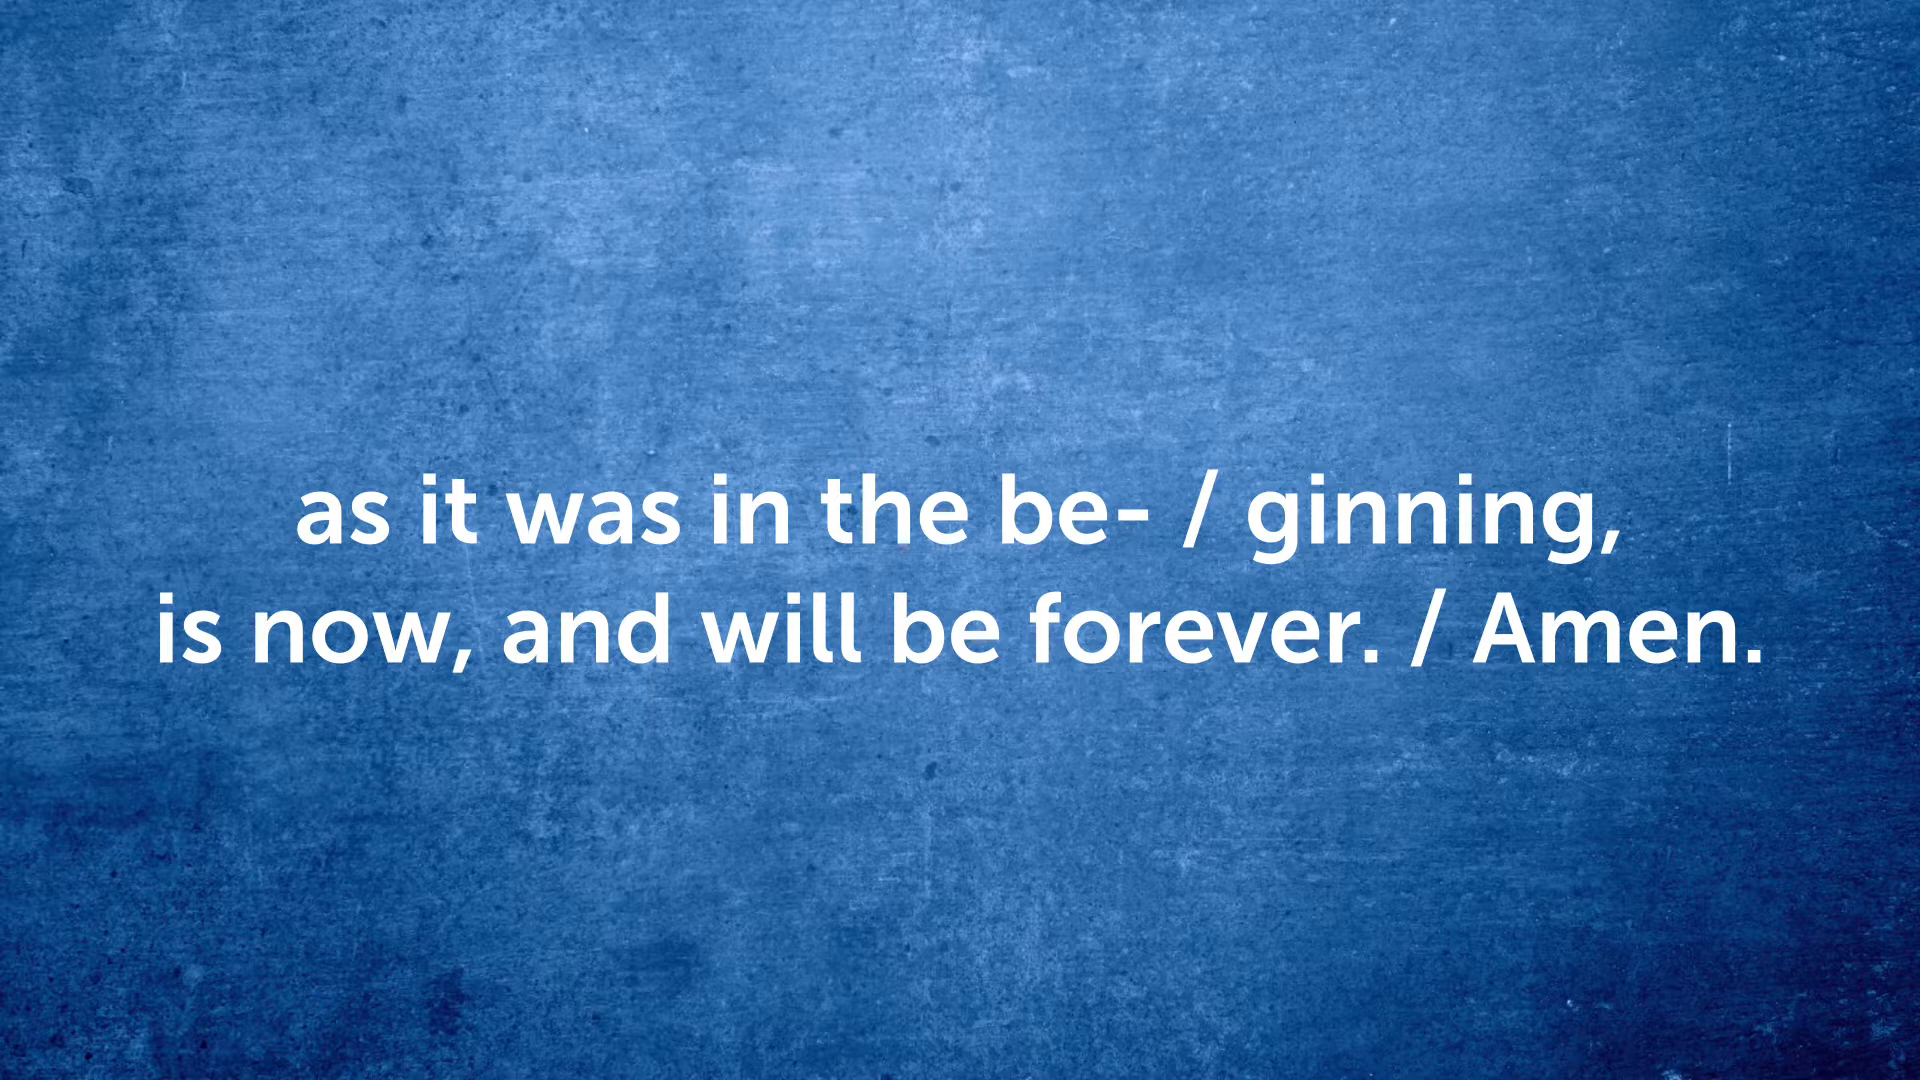 as it was in the be- / ginning,
is now, and will be forever. / Amen.